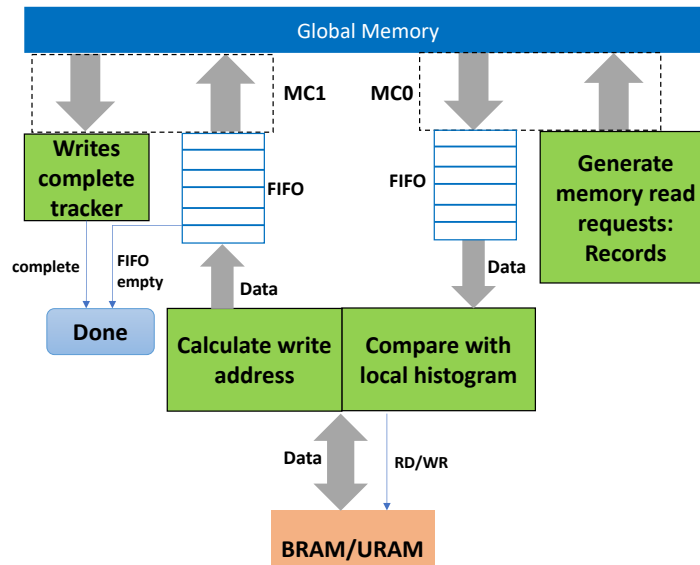 Global Memory
MC1
MC0
Writes
complete
tracker
FIFO
FIFO
Generate
memory read
requests:
Records
complete
FIFO
empty
Data
Data
Done
Calculate write
address
Compare with
local histogram
Data
RD/WR
BRAM/URAM